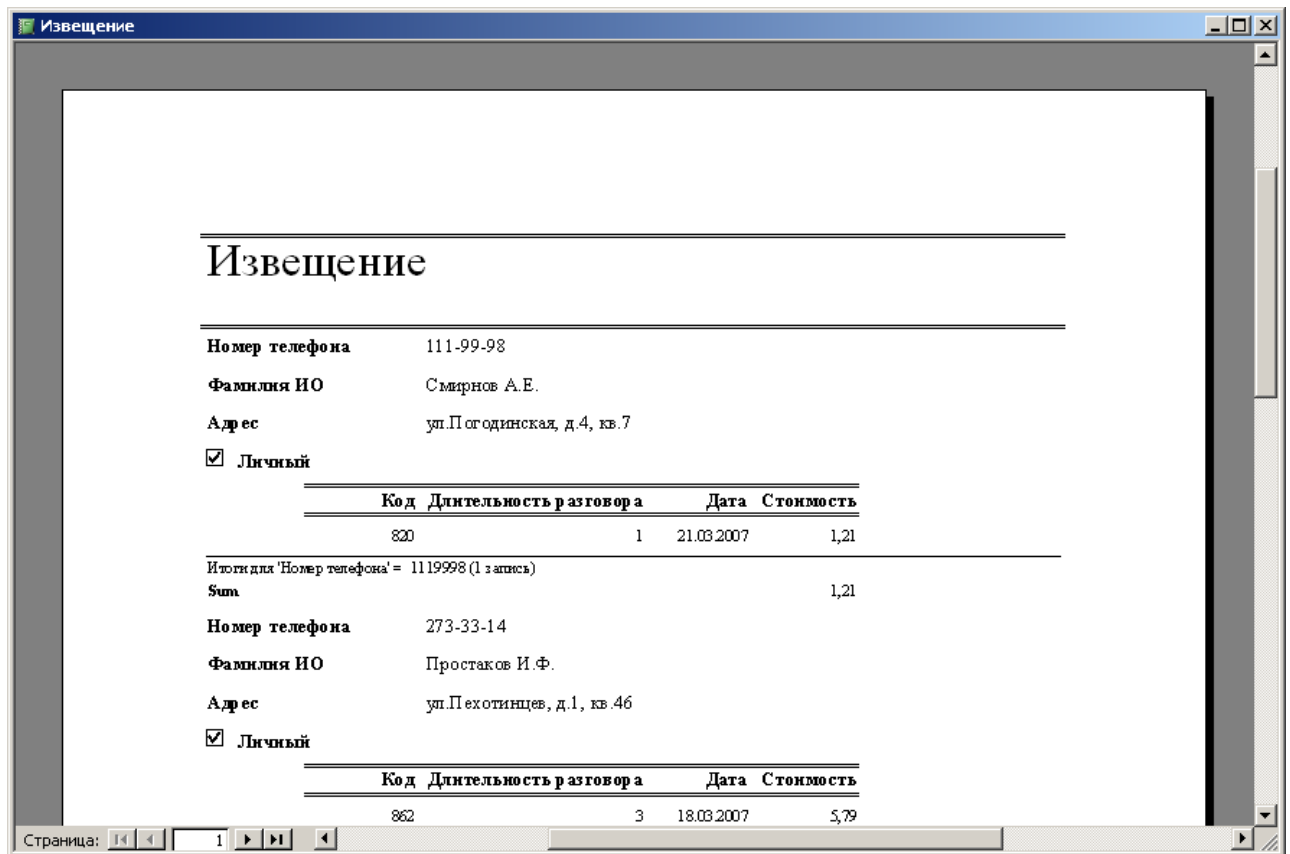 Извещение
Извещение
Номер телефона 111-99-98
Фамилия ИО Смирнов А.Е.
Адрес ул.Погодинская, д.4, кв.7
Личный
Код Длительность разговора Дата Стоимость
820 1 21.03.2007 1,21
Итоги для 'Номер телефона' = 1119998 (1 запись)
Sum 1,21
Номер телефона 273-33-14
Фамилия ИО Простаков И.Ф.
Адрес ул.Пехотинцев, д.1, кв.46
Личный
Код Длительность разговора Дата Стоимость
862 3 18.03.2007 5,79
Страница: 1